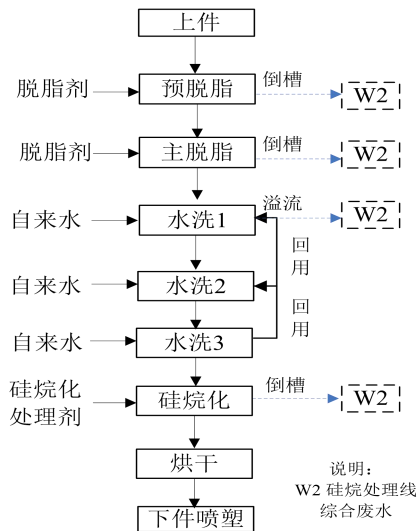 上件
脱脂剂
预脱脂
倒槽
W2
脱脂剂
主脱脂
倒槽
W2
自来水
水洗1
溢流
W2
回用
自来水
水洗2
回用
自来水
水洗3
硅烷化
处理剂
硅烷化
倒槽
W2
烘干
下件喷塑
说明：
W2 硅烷处理线
综合废水